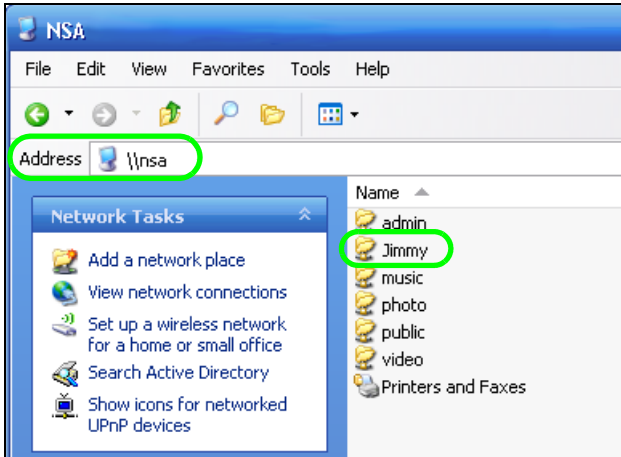 NSA
File Edit View Favorites Tools Help
Address \\nsa
Network Tasks
Add a network place
View network connections
Set up a wireless network
for a home or small office
Search Active Directory
Show icons for networked
UPnP devices
Name
admin
Jimmy
music
photo
public
video
Printers and Faxes